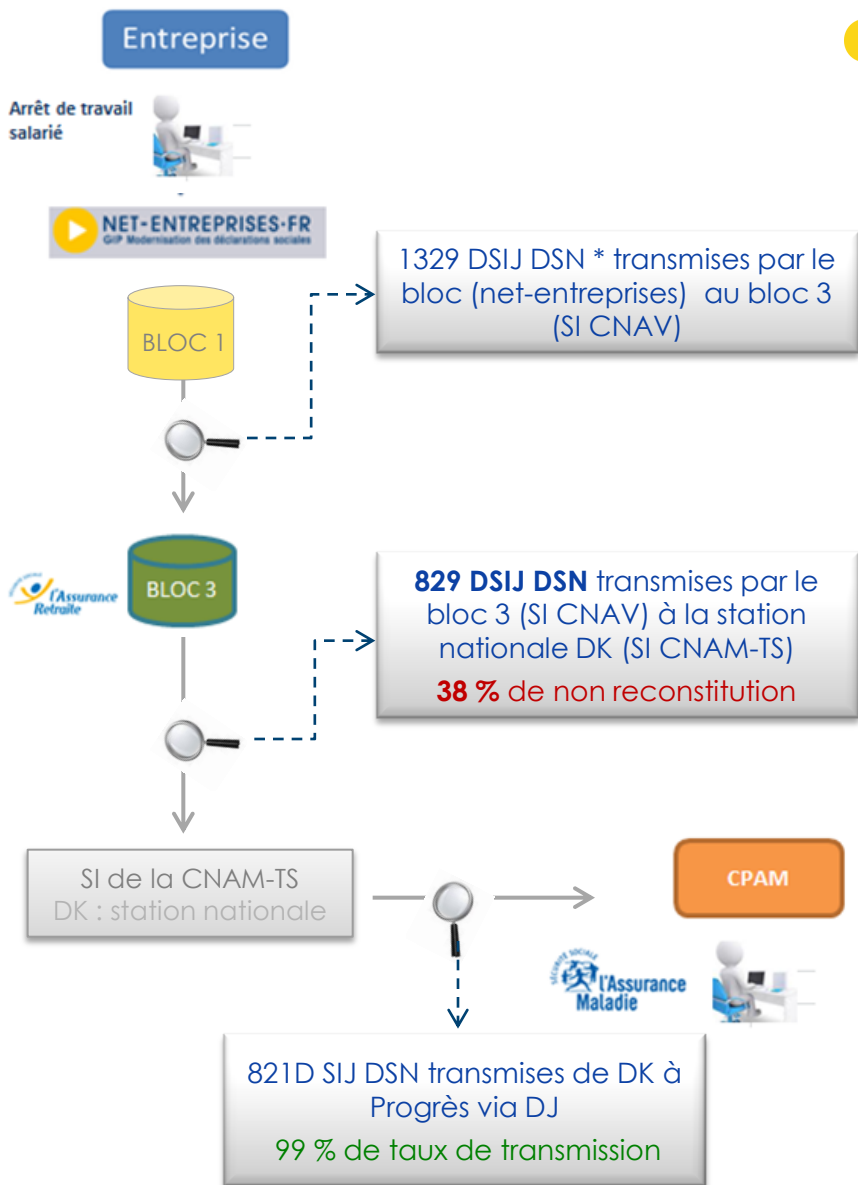 Entreprise
Arrêt de travail
salarié
NET-ENTREPRISES·FR
GIP Modernisation des déclarations sociales
1329 DSIJ DSN * transmises par le
bloc (net-entreprises) au bloc 3
(SI CNAV)
BLOC 1
l'Assurance
Retraite
BLOC 3
829 DSIJ DSN transmises par le
bloc 3 (SI CNAV) à la station
nationale DK (SI CNAM-TS)
38 % de non reconstitution
SI de la CNAM-TS
DK : station nationale
CPAM
SÉCURITÉ SOCIALE
l'Assurance
Maladie
821D SIJ DSN transmises de DK à
Progrès via DJ
99 % de taux de transmission